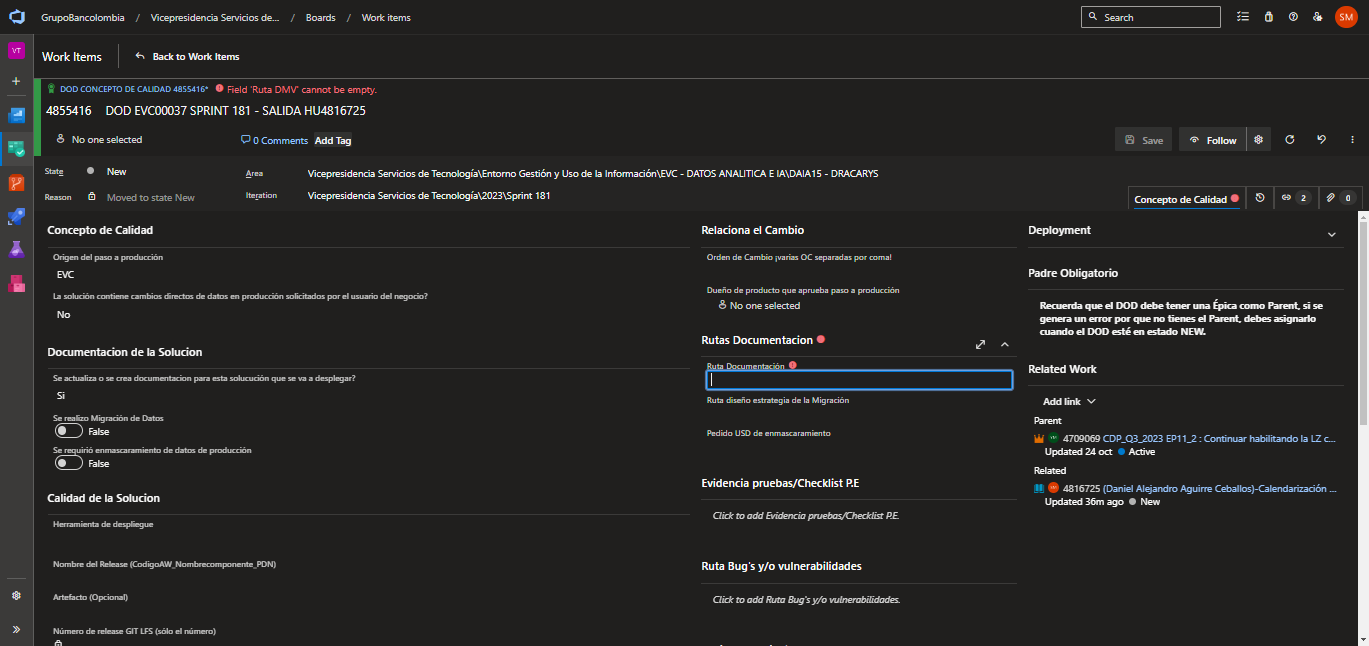 GrupoBancolombia / Vicepresidencia Servicios de... / Boards / Work items
Search
SM
VT
Work Items
Back to Work Items
DOD CONCEPTO DE CALIDAD 4855416*
Field 'Ruta DMV' cannot be empty.
4855416 DOD EVC00037 SPRINT 181 - SALIDA HU4816725
No one selected
0 Comments
Add Tag
Save
Follow
State
New
Area
Vicepresidencia Servicios de Tecnología\Entorno Gestión y Uso de la Información\EVC - DATOS ANALITICA E IA\DAIA15 - DRACARYS
Reason
Moved to state New
Iteration
Vicepresidencia Servicios de Tecnología\2023\Sprint 181
Concepto de Calidad
2
0
Concepto de Calidad
Origen del paso a producción
EVC
La solución contiene cambios directos de datos en producción solicitados por el usuario del negocio?
No
Documentacion de la Solucion
Se actualiza o se crea documentacion para esta solucución que se va a desplegar?
Si
Se realizo Migración de Datos
False
Se requirió enmascaramiento de datos de producción
False
Calidad de la Solucion
Herramienta de despliegue
Nombre del Release (CodigoAW_Nombrecomponente_PDN)
Artefacto (Opcional)
Número de release GIT LFS (sólo el número)
Relaciona el Cambio
Orden de Cambio ¡varias OC separadas por coma!
Dueño de producto que aprueba paso a producción
No one selected
Rutas Documentacion
Ruta Documentación
Ruta diseño estrategia de la Migración
Pedido USD de enmascaramiento
Evidencia pruebas/Checklist P.E
Click to add Evidencia pruebas/Checklist P.E.
Ruta Bug's y/o vulnerabilidades
Click to add Ruta Bug's y/o vulnerabilidades.
Deployment
Padre Obligatorio
Recuerda que el DOD debe tener una Épica como Parent, si se
genera un error por que no tienes el Parent, debes asignarlo
cuando el DOD esté en estado NEW.
Related Work
Add link
Parent
4709069 CDP_Q3_2023 EP11_2 : Continuar habilitando la LZ c...
Updated 24 oct
Active
Related
4816725 (Daniel Alejandro Aguirre Ceballos)-Calendarización ...
Updated 36m ago
New